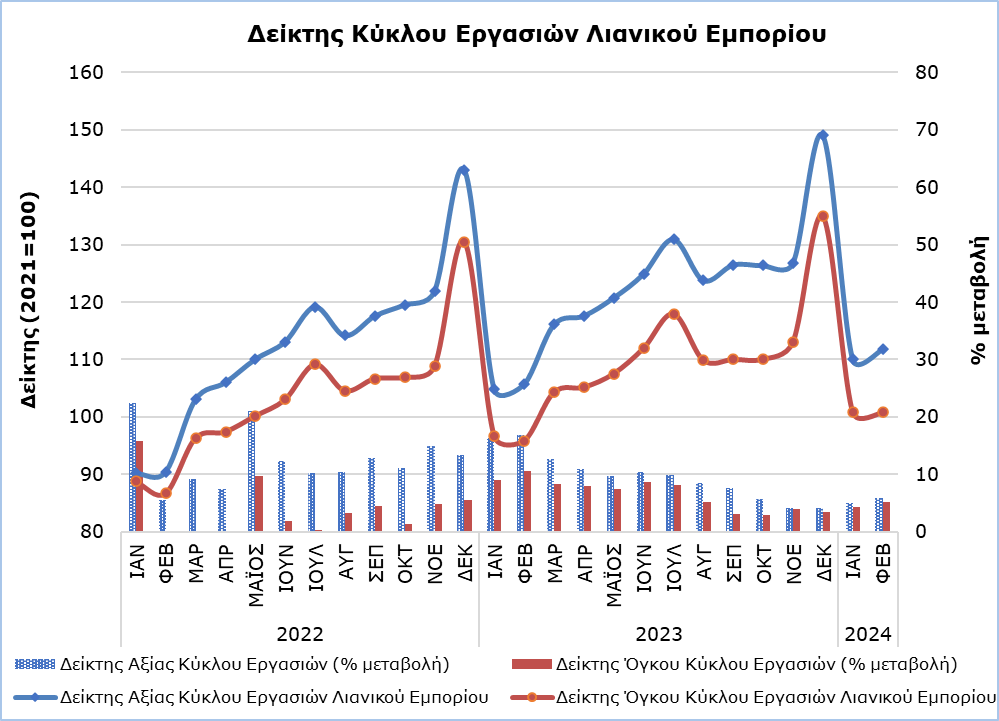 Δείκτης Κύκλου Εργασιών Λιανικού Εμπορίου
160 80
150 70
140 60
130 50
120 40
110 30
100 20
90 10
80 0
Δείκτης (2021=100)
% μεταβολή
ΙΑΝ ΦΕΒ ΜΑΡ ΑΠΡ ΜΑΪΟΣ ΙΟΥΝ ΙΟΥΛ ΑΥΓ ΣΕΠ ΟΚΤ ΝΟΕ ΔΕΚ ΙΑΝ ΦΕΒ ΜΑΡ ΑΠΡ ΜΑΪΟΣ ΙΟΥΝ ΙΟΥΛ ΑΥΓ ΣΕΠ ΟΚΤ ΝΟΕ ΔΕΚ ΙΑΝ ΦΕΒ
2022 2023 2024
Δείκτης Αξίας Κύκλου Εργασιών (% μεταβολή) Δείκτης Όγκου Κύκλου Εργασιών (% μεταβολή)
Δείκτης Αξίας Κύκλου Εργασιών Λιανικού Εμπορίου Δείκτης Όγκου Κύκλου Εργασιών Λιανικού Εμπορίου